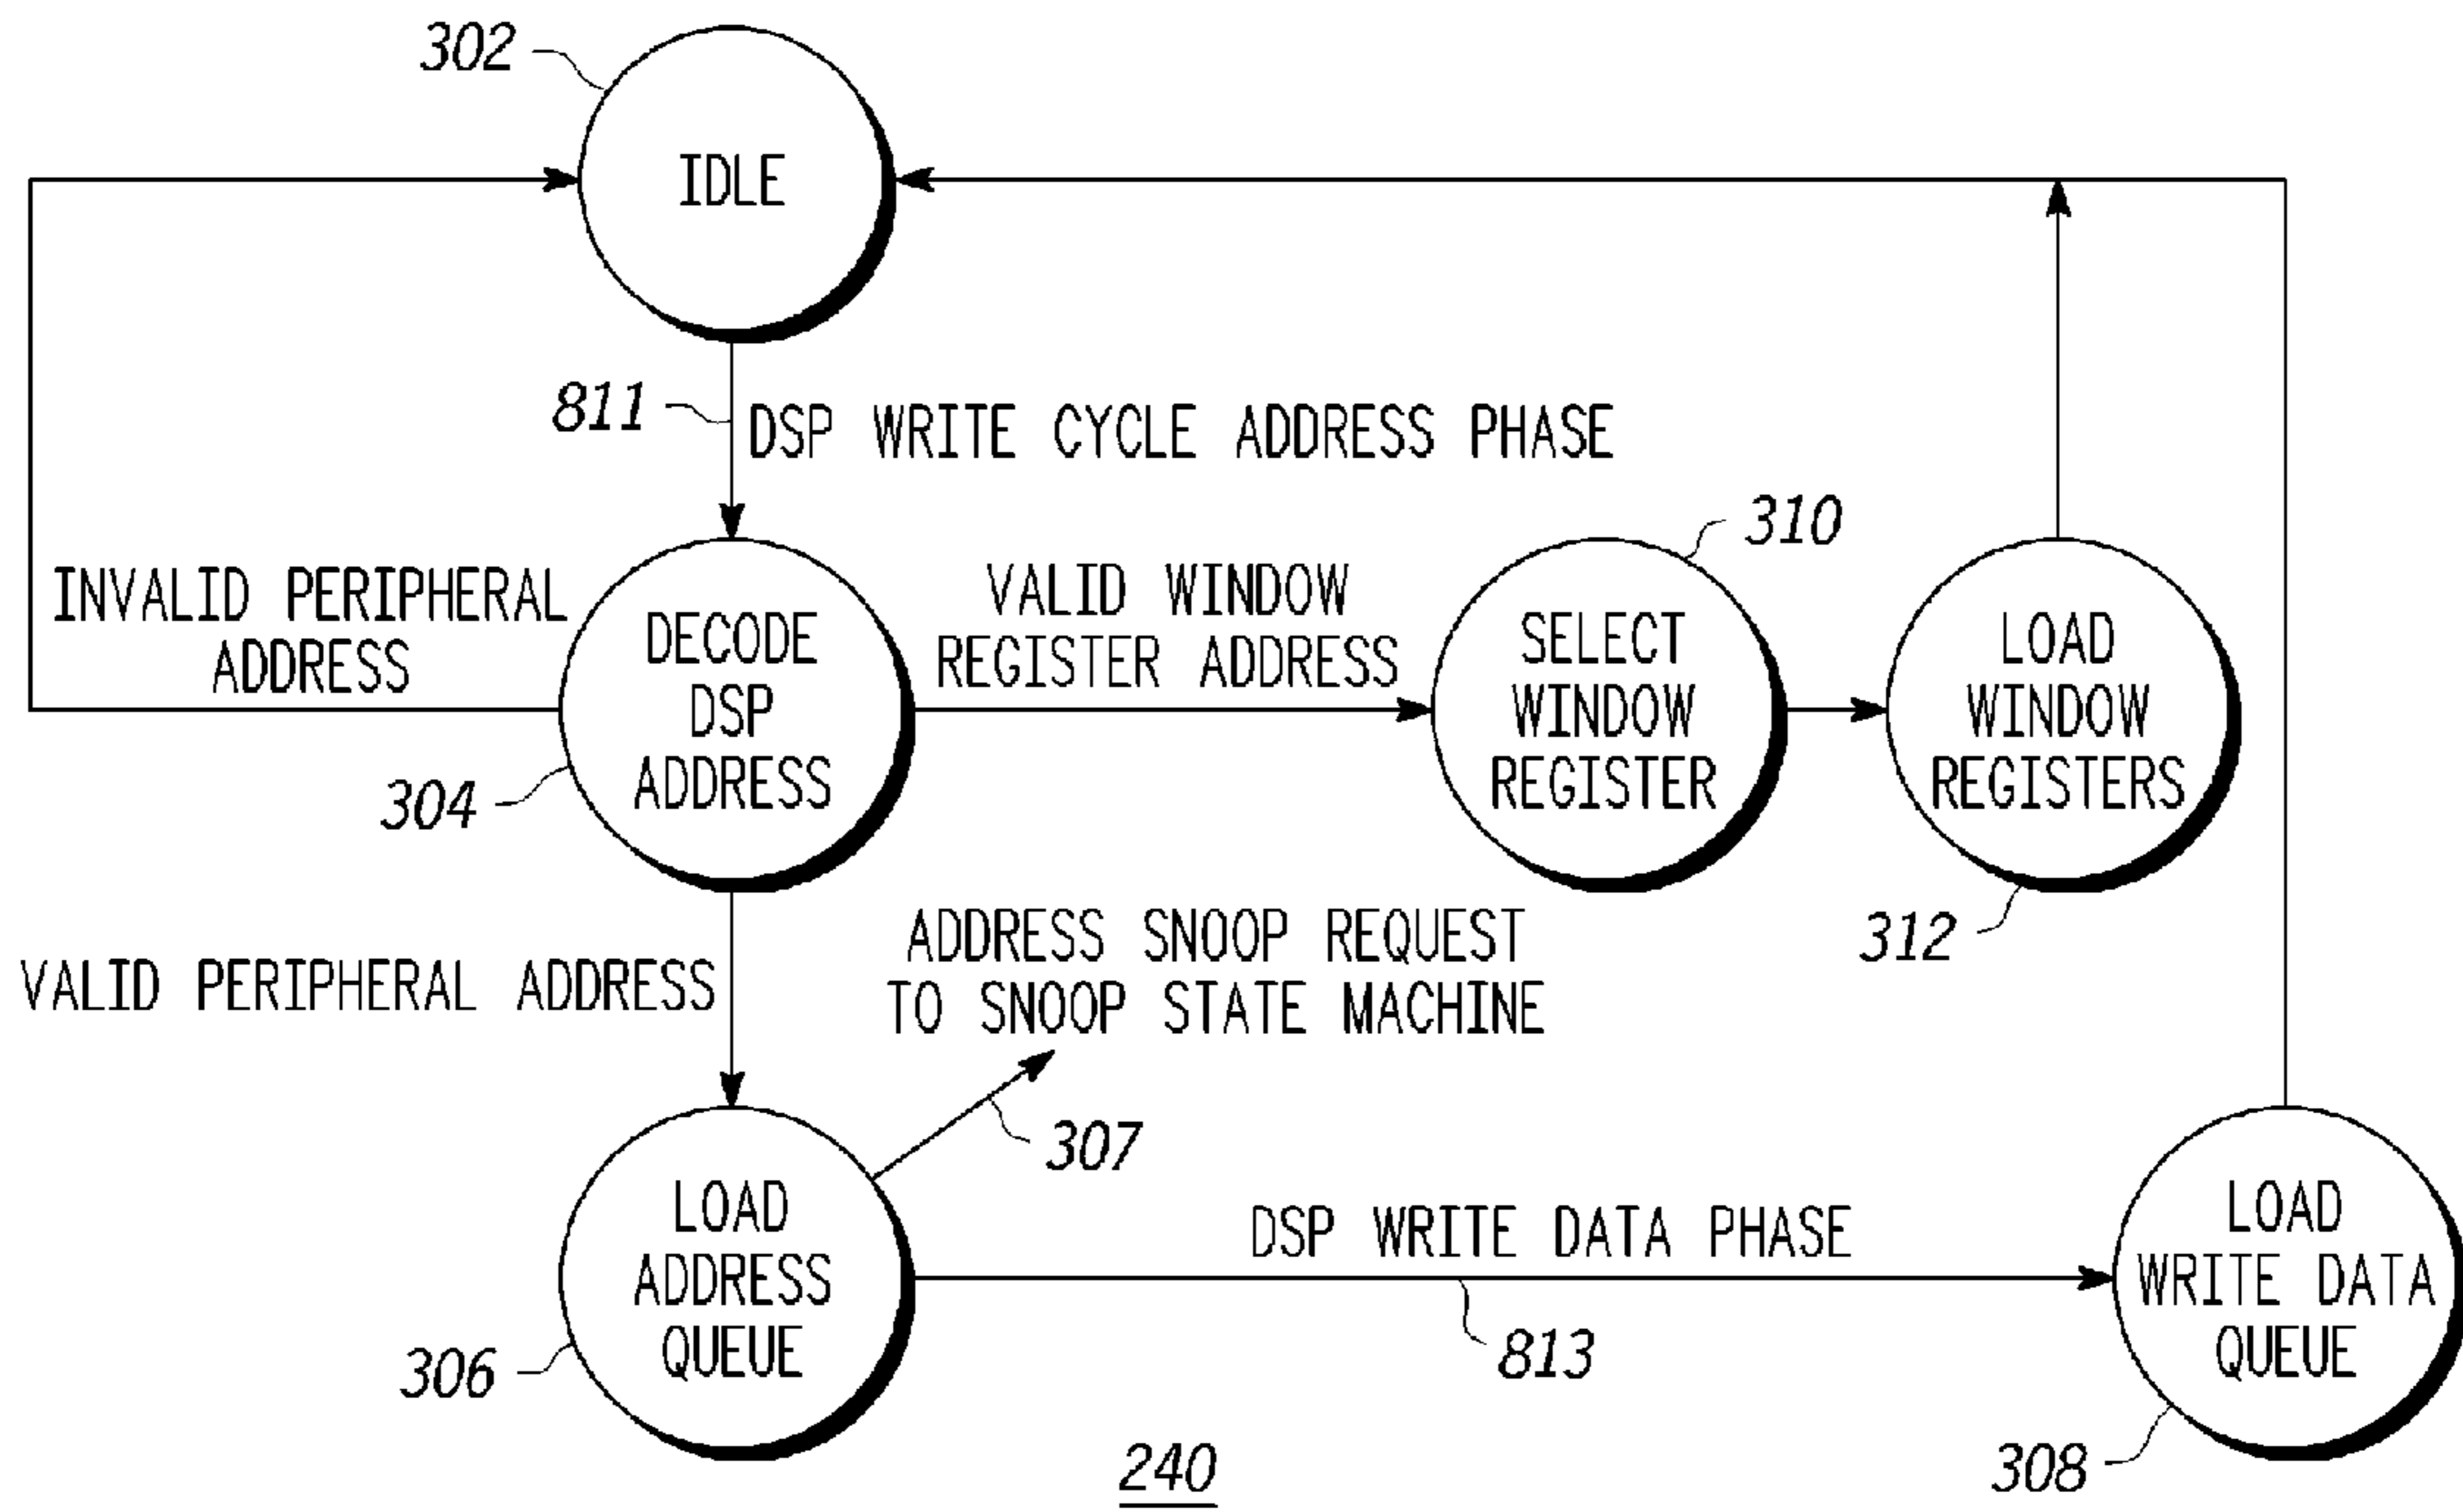 302
IDLE
811
DSP WRITE CYCLE ADDRESS PHASE
310
INVALID PERIPHERAL
ADDRESS
DECODE
DSP
ADDRESS
304
VALID WINDOW
REGISTER ADDRESS
SELECT
WINDOW
REGISTER
LOAD
WINDOW
REGISTERS
312
VALID PERIPHERAL ADDRESS
ADDRESS SNOOP REQUEST
TO SNOOP STATE MACHINE
307
LOAD
ADDRESS
QUEUE
306
DSP WRITE DATA PHASE
813
LOAD
WRITE DATA
QUEUE
308
240